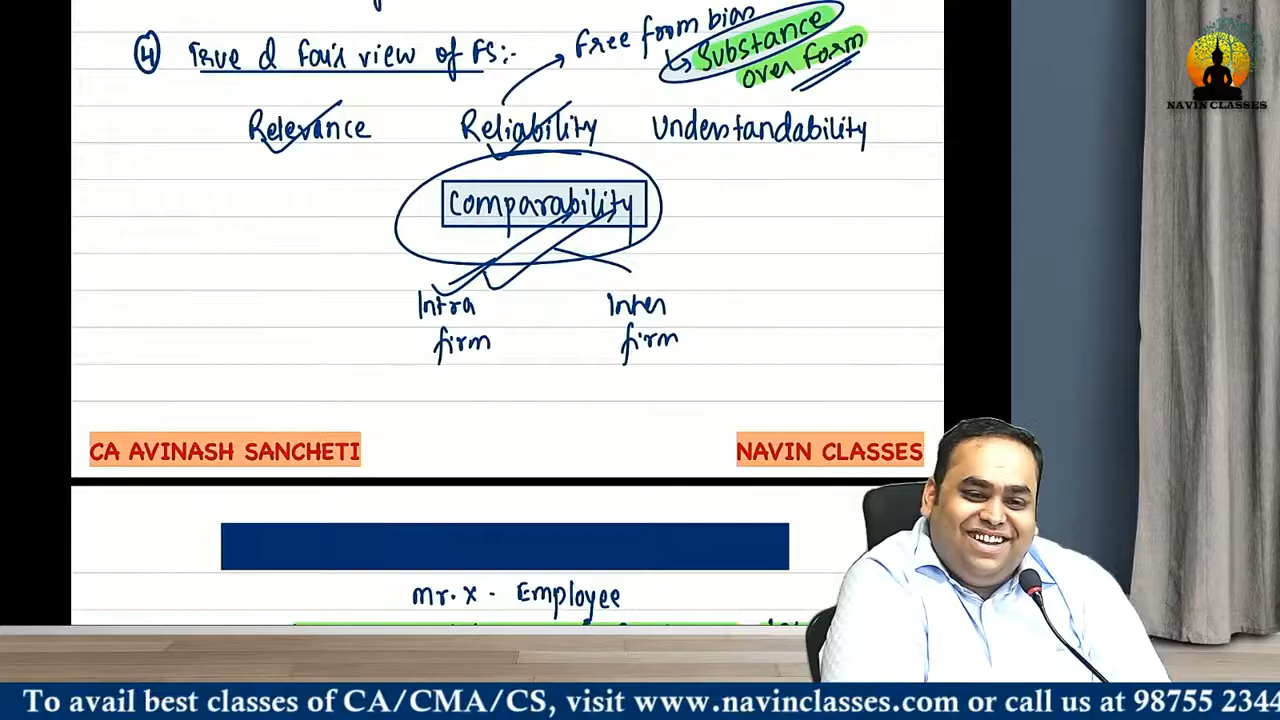 Free from bias
④ True & fair view of FS:-
↳ Substance
over form
Relevance Reliability Understandability
Comparability
Intra Inter
firm firm
CA AVINASH SANCHETI NAVIN CLASSES
mr. x - Employee
NAVIN CLASSES
To avail best classes of CA/CMA/CS, visit www.navinclasses.com or call us at 98755 2344